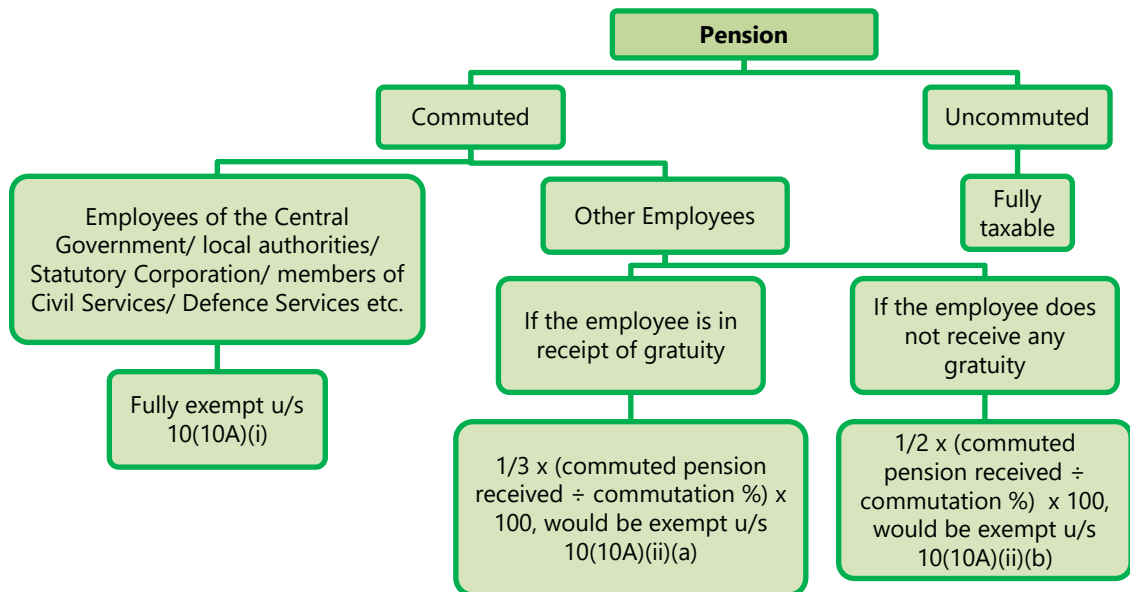 Pension
Commuted
Uncommuted
Employees of the Central
Government/ local authorities/
Statutory Corporation/ members of
Civil Services/ Defence Services etc.
Other Employees
Fully
taxable
Fully exempt u/s
10(10A)(i)
If the employee is in
receipt of gratuity
If the employee does
not receive any
gratuity
1/3 x (commuted pension
received ÷ commutation %) x
100, would be exempt u/s
10(10A)(ii)(a)
1/2 x (commuted
pension received ÷
commutation %)  x 100,
would be exempt u/s
10(10A)(ii)(b)